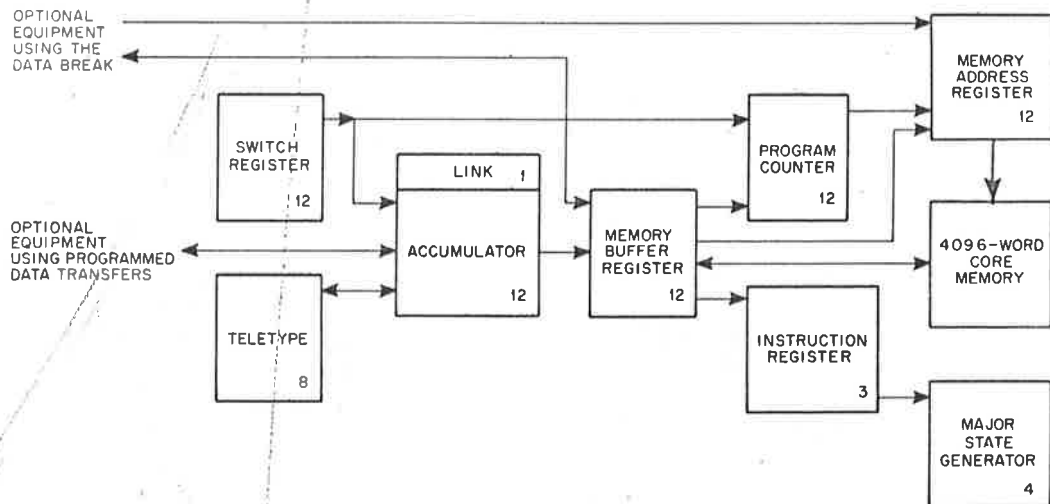 OPTIONAL
EQUIPMENT
USING THE
DATA BREAK
MEMORY
ADDRESS
REGISTER
12
SWITCH
REGISTER
12
LINK 1
ACCUMULATOR
12
PROGRAM
COUNTER
12
OPTIONAL
EQUIPMENT
USING PROGRAMMED
DATA TRANSFERS
MEMORY
BUFFER
REGISTER
12
4096-WORD
CORE
MEMORY
TELETYPE
8
INSTRUCTION
REGISTER
3
MAJOR
STATE
GENERATOR
4